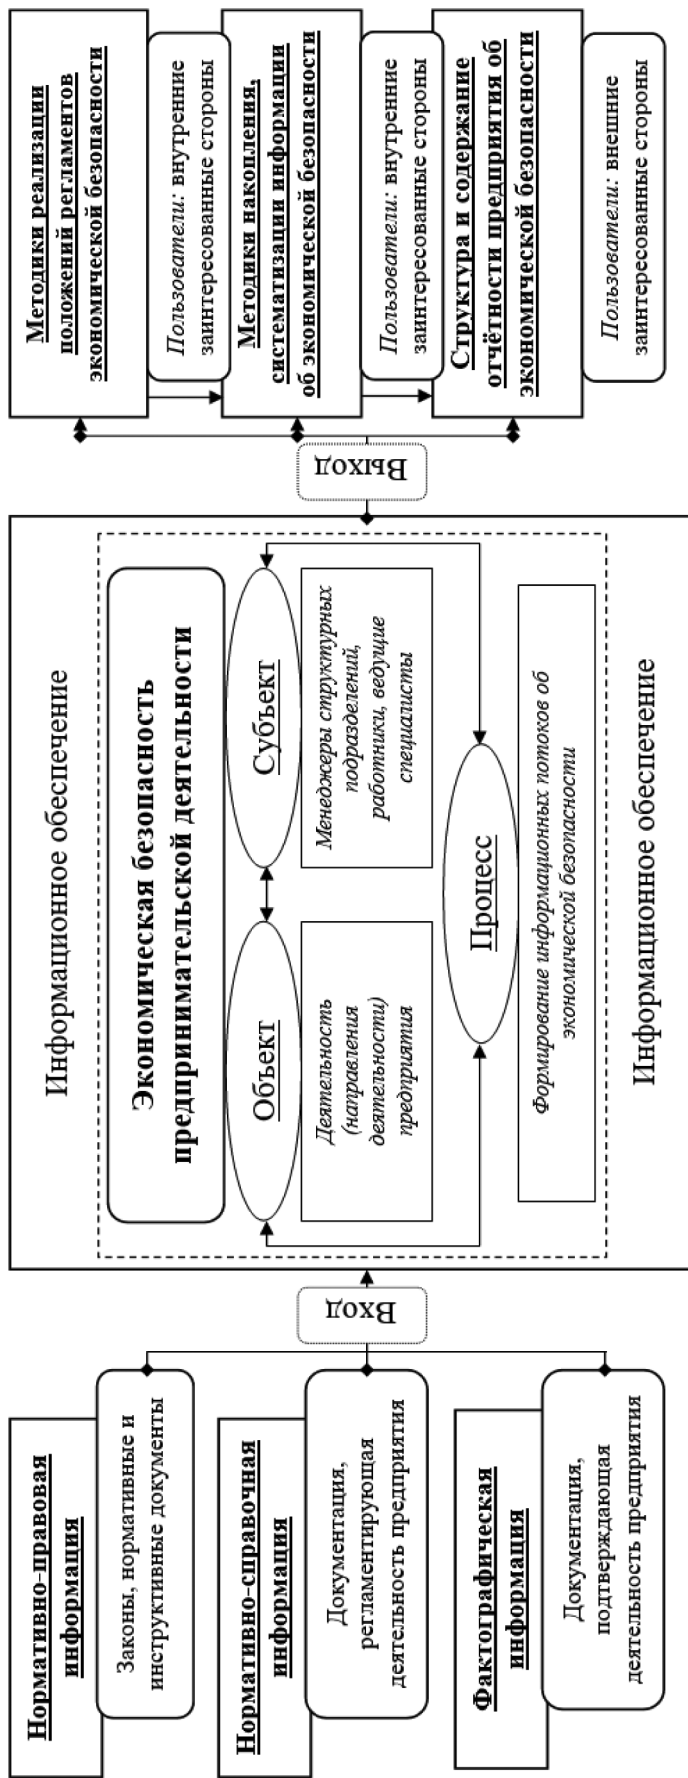 Нормативно-правовая
информация
Законы, нормативные и
инструктивные документы
Нормативно-справочная
информация
Документация,
регламентирующая
деятельность предприятия
Фактографическая
информация
Документация,
подтверждающая
деятельность предприятия
Вход
Информационное обеспечение
Экономическая безопасность
предпринимательской деятельности
Объект
Деятельность
(направления
деятельности)
предприятия
Субъект
Менеджеры структурных
подразделений,
работники, ведущие
специалисты
Процесс
Формирование информационных потоков об
экономической безопасности
Информационное обеспечение
Выход
Методики реализации
положений регламентов
экономической безопасности
Пользователи: внутренние
заинтересованные стороны
Методики накопления,
систематизации информации
об экономической безопасности
Пользователи: внутренние
заинтересованные стороны
Структура и содержание
отчётности предприятия об
экономической безопасности
Пользователи: внешние
заинтересованные стороны